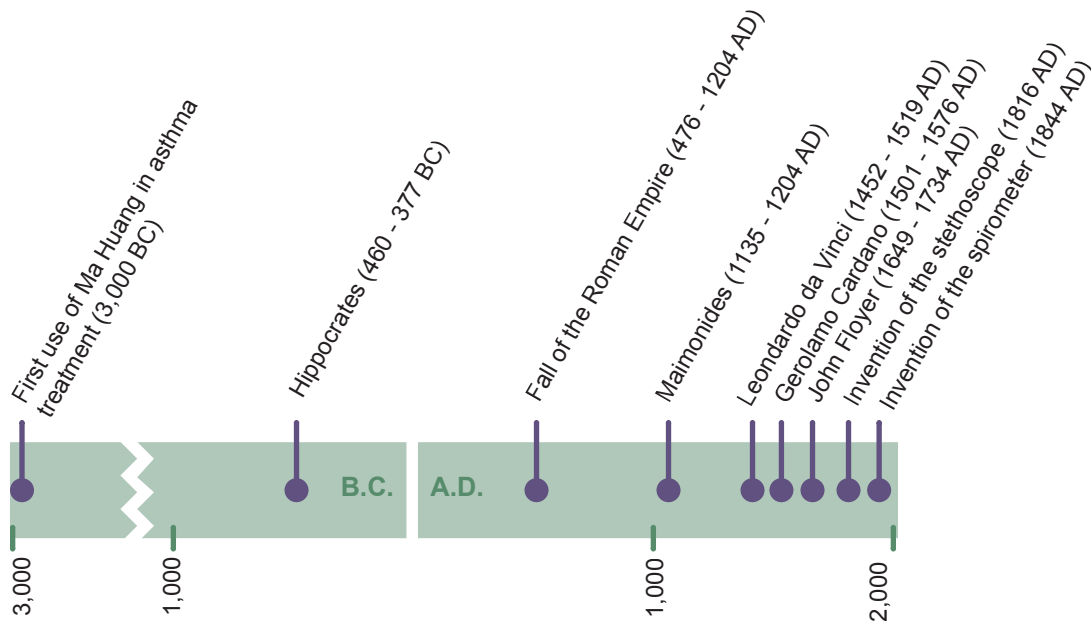 First use of Ma Huang in asthma
treatment (3,000 BC)
Hippocrates (460 - 377 BC)
Fall of the Roman Empire (476 - 1204 AD)
Maimonides (1135 - 1204 AD)
Leondardo da Vinci (1452 - 1519 AD)
Gerolamo Cardano (1501 - 1576 AD)
John Floyer (1649 - 1734 AD)
Invention of the stethoscope (1816 AD)
Invention of the spirometer (1844 AD)
B.C. A.D.
3,000
1,000
1,000
2,000